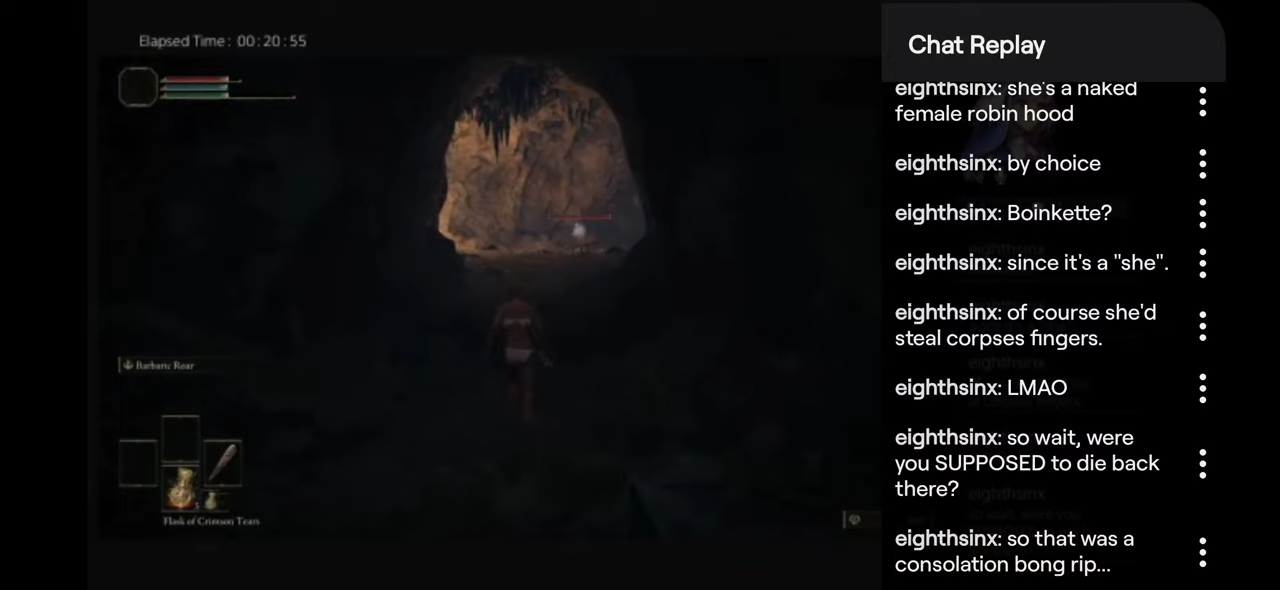 Elapsed Time: 00:20:55
Barbaric Roar
5
Flask of Crimson Tears
Chat Replay
eighthsinx: she's a naked
female robin hood
eighthsinx: by choice
eighthsinx: Boinkette?
eighthsinx: since it's a "she".
eighthsinx: of course she'd
steal corpses fingers.
eighthsinx: LMAO
eighthsinx: so wait, were
you SUPPOSED to die back
there?
eighthsinx: so that was a
consolation bong rip...